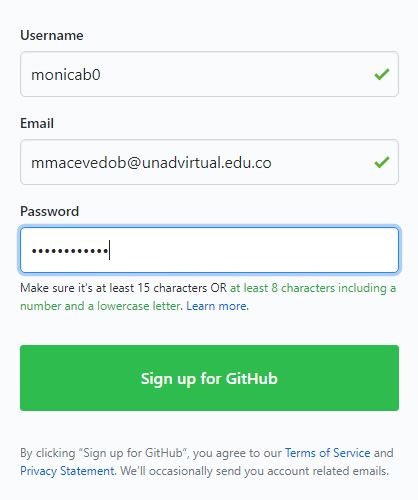 Username
monicab0
Email
mmacevedob@unadvirtual.edu.co
Password
••••••••••••
Make sure it's at least 15 characters OR at least 8 characters including a
number and a lowercase letter. Learn more.
Sign up for GitHub
By clicking “Sign up for GitHub”, you agree to our Terms of Service and
Privacy Statement. We'll occasionally send you account related emails.